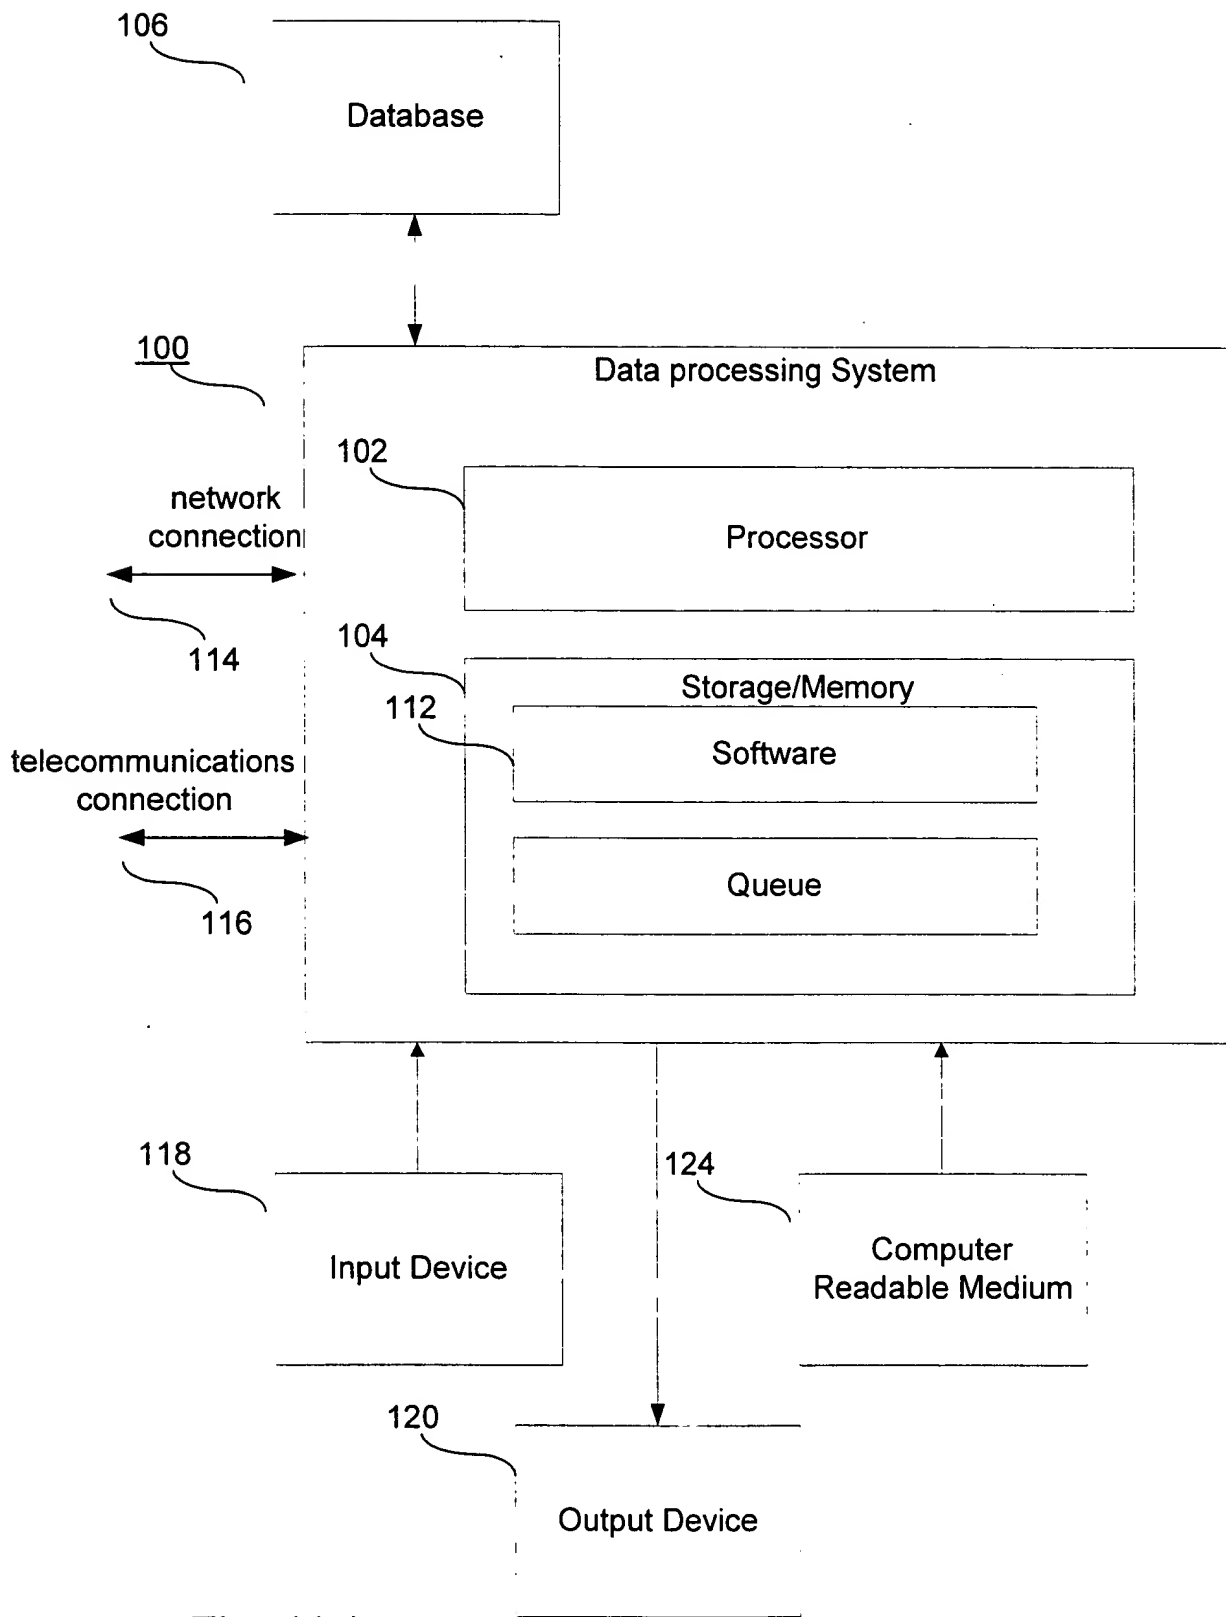 106
Database
100
Data processing System
102
network
connection
Processor
114
104
Storage/Memory
112
Software
telecommunications
connection
Queue
116
118
124
Input Device
Computer
Readable Medium
120
Output Device